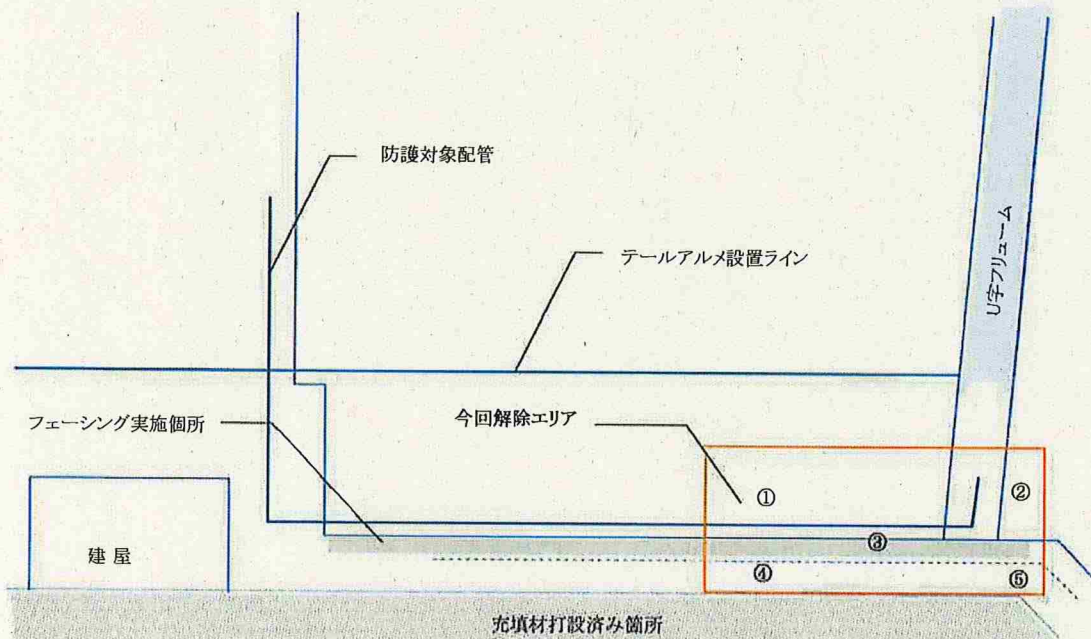 防護対象配管
テールアルメ設置ライン
U字フリューム
フェーシング実施個所
今回解除エリア
①
②
建屋
③
④
⑤
充填材打設済み箇所